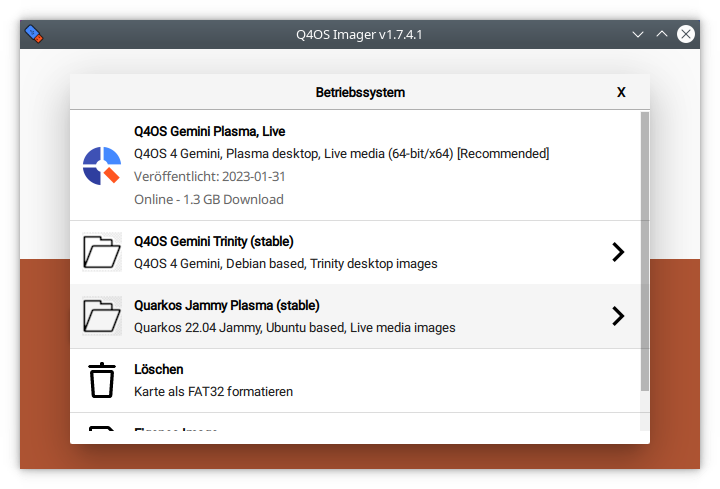 Q4OS Imager v1.7.4.1
Betriebssystem X
Q4OS Gemini Plasma, Live
Q4OS 4 Gemini, Plasma desktop, Live media (64-bit/x64) [Recommended]
Veröffentlicht: 2023-01-31
Online - 1.3 GB Download
Q4OS Gemini Trinity (stable)
Q4OS 4 Gemini, Debian based, Trinity desktop images
Quarkos Jammy Plasma (stable)
Quarkos 22.04 Jammy, Ubuntu based, Live media images
Löschen
Karte als FAT32 formatieren